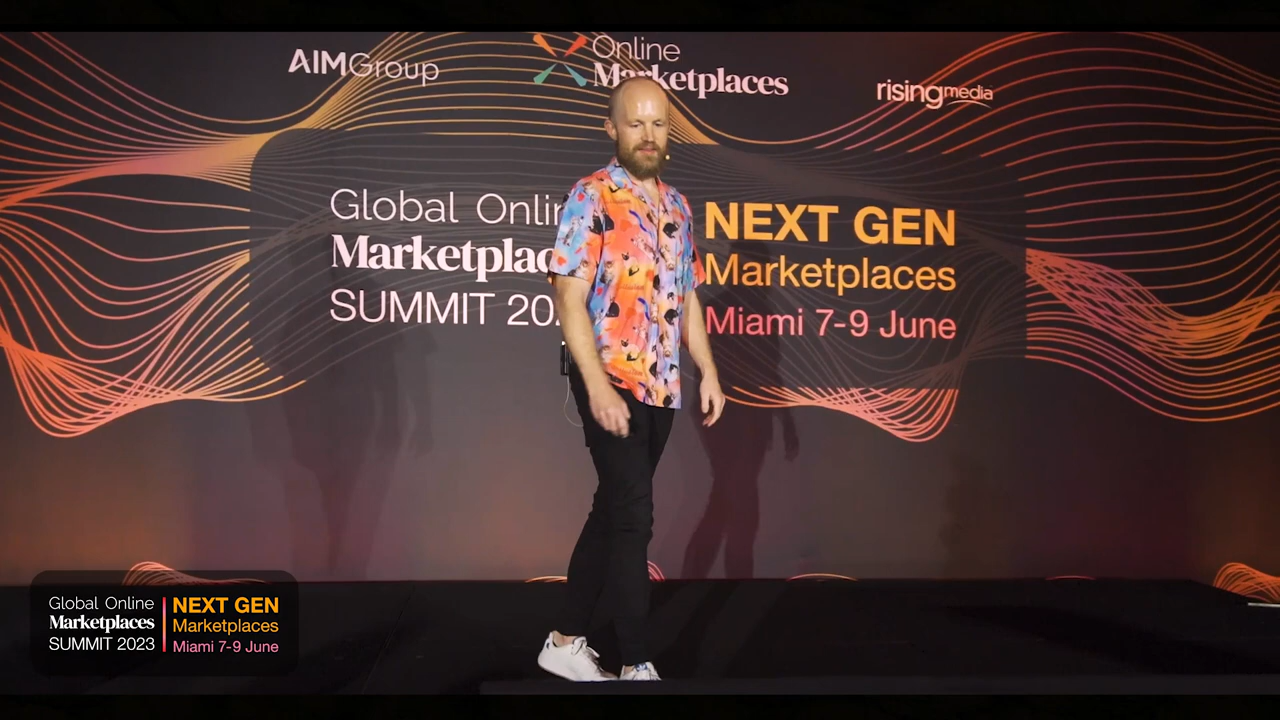 AIMGroup
Online
Marketplaces
risingmedia
Global Onlin
Marketplac
SUMMIT 20
NEXT GEN
Marketplaces
Miami 7-9 June
Global Online
Marketplaces
SUMMIT 2023
NEXT GEN
Marketplaces
Miami 7-9 June